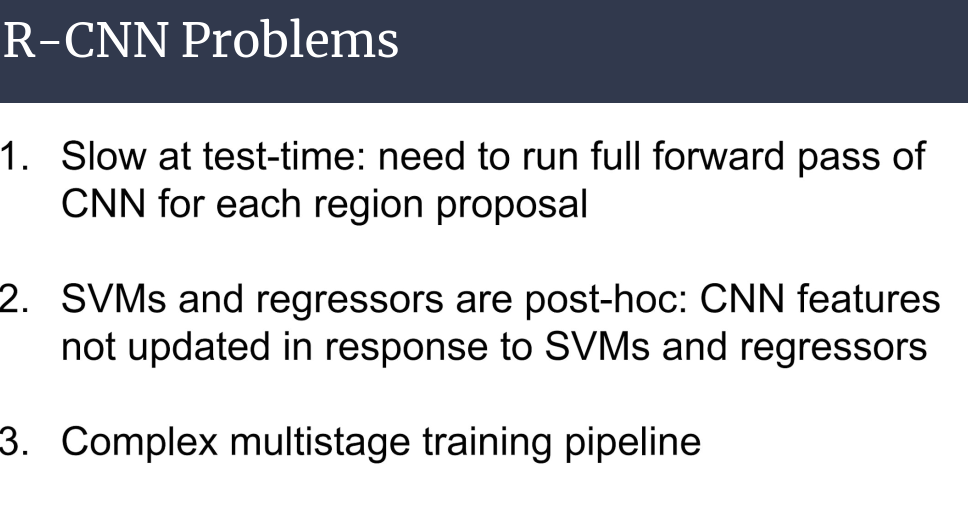 R-CNN Problems
1. Slow at test-time: need to run full forward pass of
CNN for each region proposal
2. SVMs and regressors are post-hoc: CNN features
not updated in response to SVMs and regressors
3. Complex multistage training pipeline